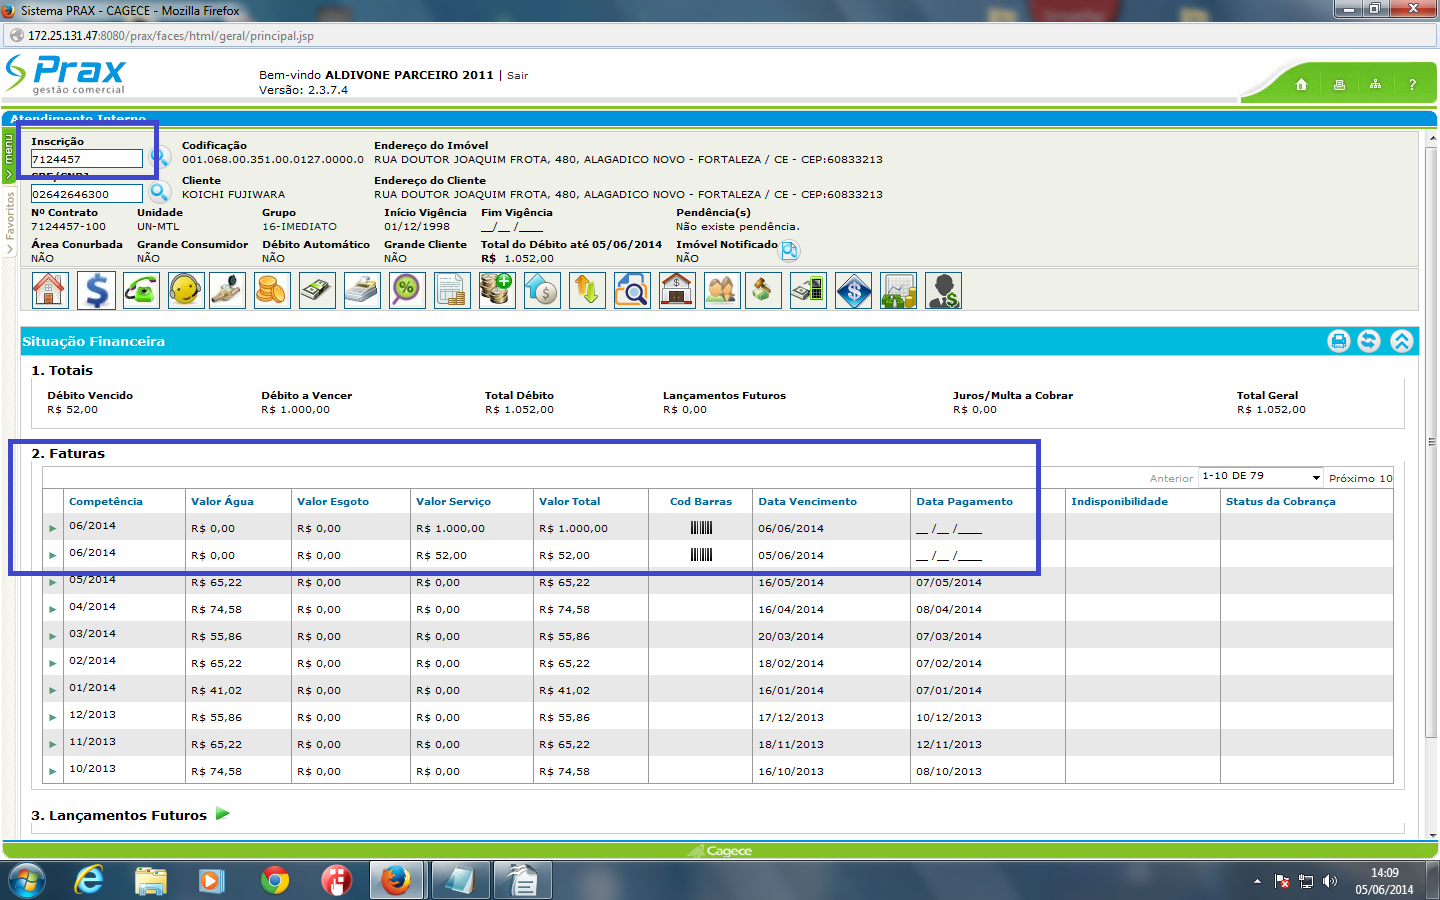 Sistema PRAX - CAGECE - Mozilla Firefox
172.25.131.47:8080/prax/faces/html/geral/principal.jsp
Prax
gestão comercial
Bem-vindo ALDIVONE PARCEIRO 2011 | Sair
Versão: 2.3.7.4
?
Atendimento Interno
menu
Favoritos
Inscrição Codificação Endereço do Imóvel
7124457 001.068.00.351.00.0127.0000.0 RUA DOUTOR JOAQUIM FROTA, 480, ALAGADICO NOVO - FORTALEZA / CE - CEP:60833213
CPF/CNPJ Cliente Endereço do Cliente
02642646300 KOICHI FUJIWARA RUA DOUTOR JOAQUIM FROTA, 480, ALAGADICO NOVO - FORTALEZA / CE - CEP:60833213
Nº Contrato Unidade Grupo Início Vigência Fim Vigência Pendência(s)
7124457-100 UN-MTL 16-IMEDIATO 01/12/1998 __/__ /____ Não existe pendência.
Área Conurbada Grande Consumidor Débito Automático Grande Cliente Total do Débito até 05/06/2014 Imóvel Notificado
NÃO NÃO NÃO NÃO R$ 1.052,00 NÃO
Situação Financeira
1. Totais
Débito Vencido Débito a Vencer Total Débito Lançamentos Futuros Juros/Multa a Cobrar Total Geral
R$ 52,00 R$ 1.000,00 R$ 1.052,00 R$ 0,00 R$ 0,00 R$ 1.052,00
2. Faturas
Anterior 1-10 DE 79 Próximo 10
Competência Valor Água Valor Esgoto Valor Serviço Valor Total Cod Barras Data Vencimento Data Pagamento Indisponibilidade Status da Cobrança
06/2014 R$ 0,00 R$ 0,00 R$ 1.000,00 R$ 1.000,00 06/06/2014 __ /__ /____
06/2014 R$ 0,00 R$ 0,00 R$ 52,00 R$ 52,00 05/06/2014 __ /__ /____
05/2014 R$ 65,22 R$ 0,00 R$ 0,00 R$ 65,22 16/05/2014 07/05/2014
04/2014 R$ 74,58 R$ 0,00 R$ 0,00 R$ 74,58 16/04/2014 08/04/2014
03/2014 R$ 55,86 R$ 0,00 R$ 0,00 R$ 55,86 20/03/2014 07/03/2014
02/2014 R$ 65,22 R$ 0,00 R$ 0,00 R$ 65,22 18/02/2014 07/02/2014
01/2014 R$ 41,02 R$ 0,00 R$ 0,00 R$ 41,02 16/01/2014 07/01/2014
12/2013 R$ 55,86 R$ 0,00 R$ 0,00 R$ 55,86 17/12/2013 10/12/2013
11/2013 R$ 65,22 R$ 0,00 R$ 0,00 R$ 65,22 18/11/2013 12/11/2013
10/2013 R$ 74,58 R$ 0,00 R$ 0,00 R$ 74,58 16/10/2013 08/10/2013
3. Lançamentos Futuros
Cagece
14:09
05/06/2014